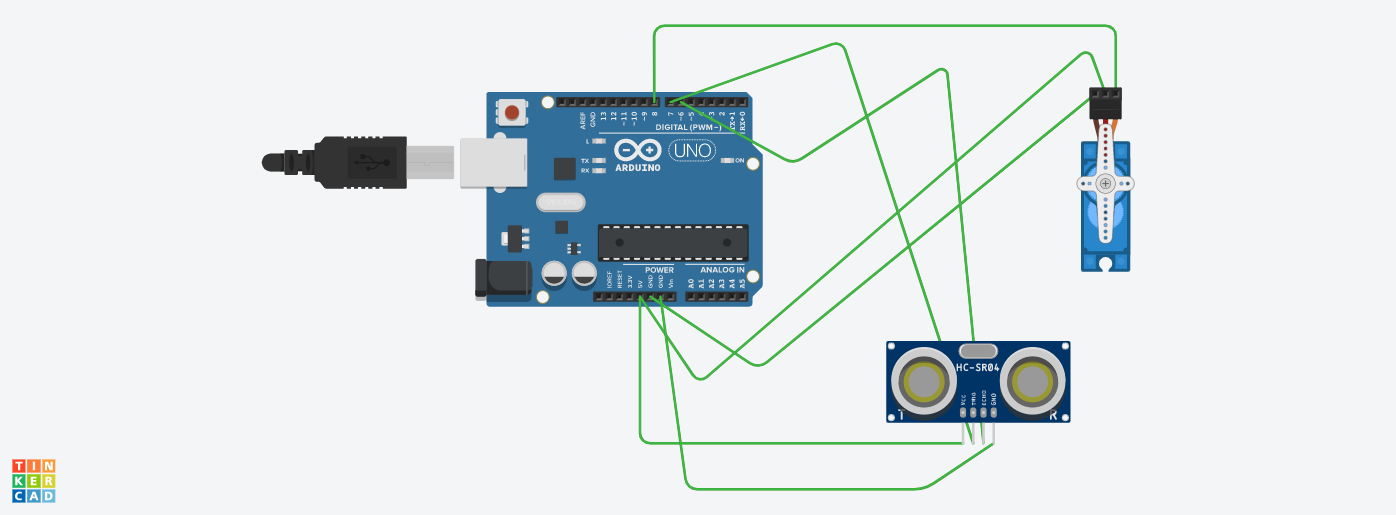 AREF
GND
13
12
~11
~10
~9
8
7
~6
~5
4
~3
2
TX→1
RX←0
DIGITAL (PWM~)
L
TX
RX
ARDUINO
UNO
ON
POWER
ANALOG IN
IOREF
RESET
3.3V
5V
GND
GND
Vin
A0
A1
A2
A3
A4
A5
HC-SR04
VCC
TRIG
ECHO
GND
T
R
TIN
KER
CAD